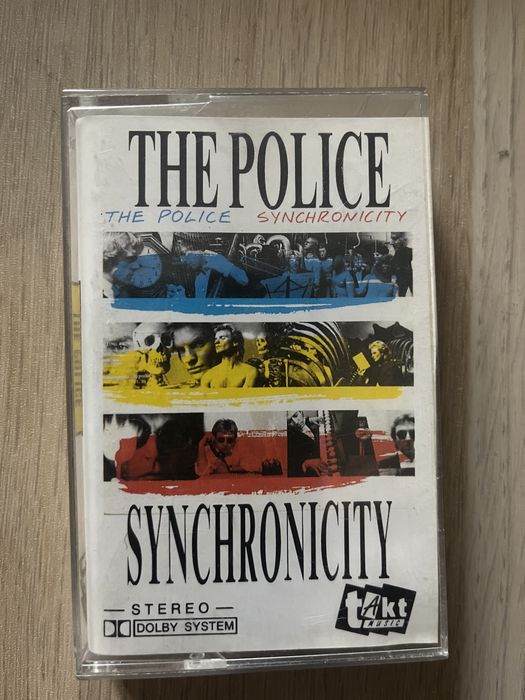 THE POLICE
THE POLICE SYNCHRONICITY
SYNCHRONICITY
— STEREO —
DOLBY SYSTEM
takt
MUSIC